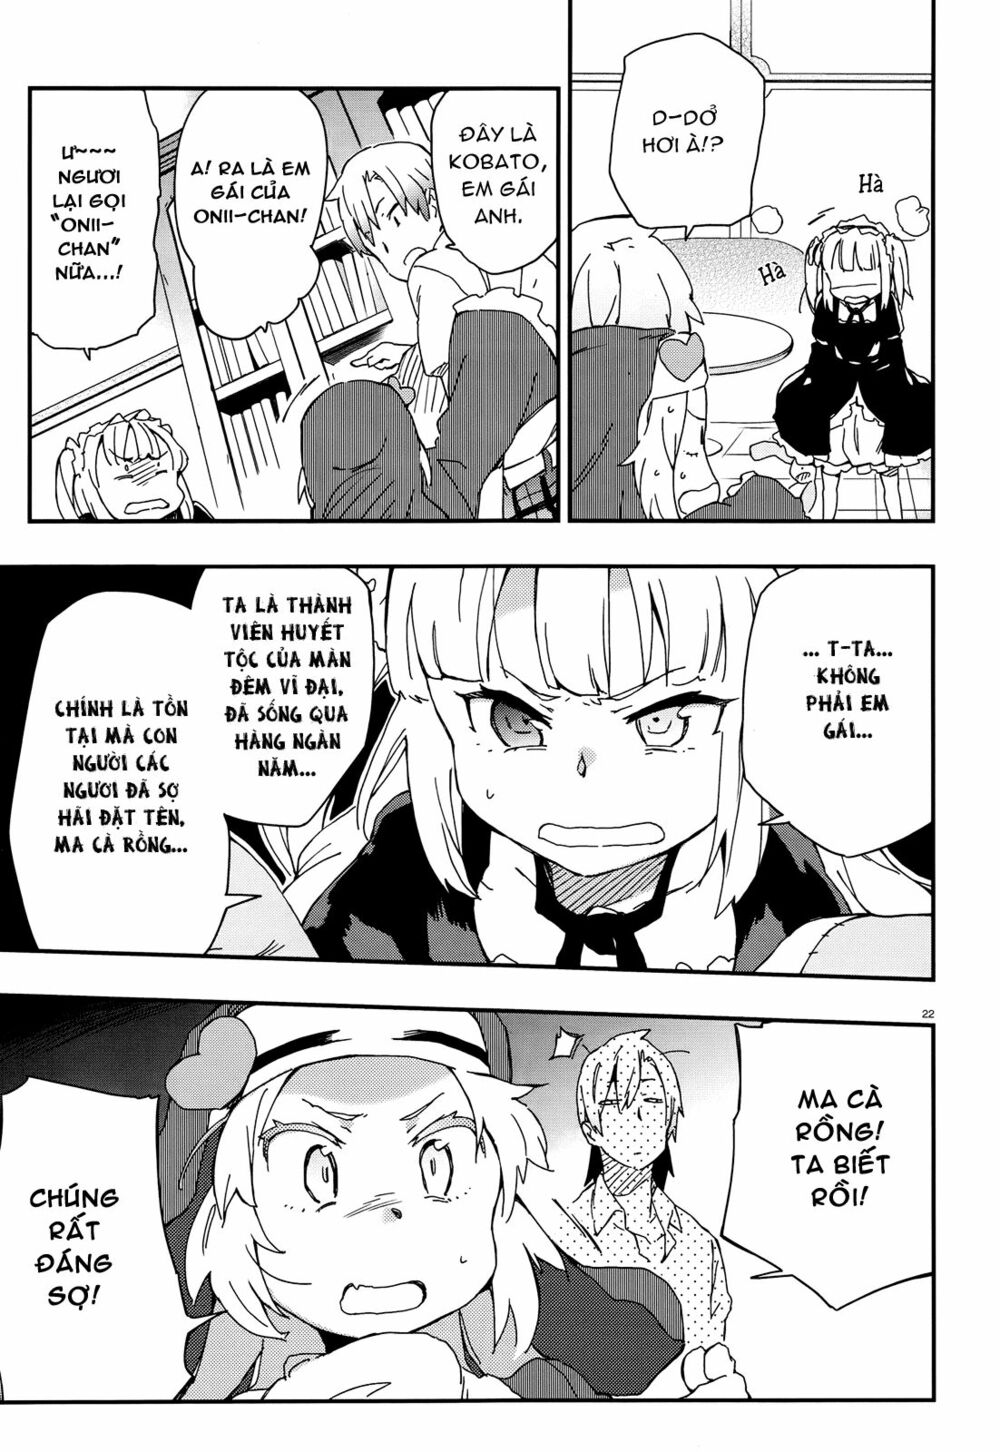 D-DỞ
HƠI À!?
Hà
Hà
ĐÂY LÀ
KOBATO,
EM GÁI
ANH.
A! RA LÀ EM
GÁI CỦA
ONII-CHAN!
Ư~~~
NGƯƠI
LẠI GỌI
"ONII-
CHAN"
NỮA...!
... T-TA...
KHÔNG
PHẢI EM
GÁI...
TA LÀ THÀNH
VIÊN HUYẾT
TỘC CỦA MÀN
ĐÊM VĨ ĐẠI,
ĐÃ SỐNG QUA
HÀNG NGÀN
NĂM...
CHÍNH LÀ TỒN
TẠI MÀ CON
NGƯỜI CÁC
NGƯƠI ĐÃ SỢ
HÃI ĐẶT TÊN,
MA CÀ RỒNG...
22
MA CÀ
RỒNG!
TA BIẾT
RỒI!
CHÚNG
RẤT
ĐÁNG
SỢ!